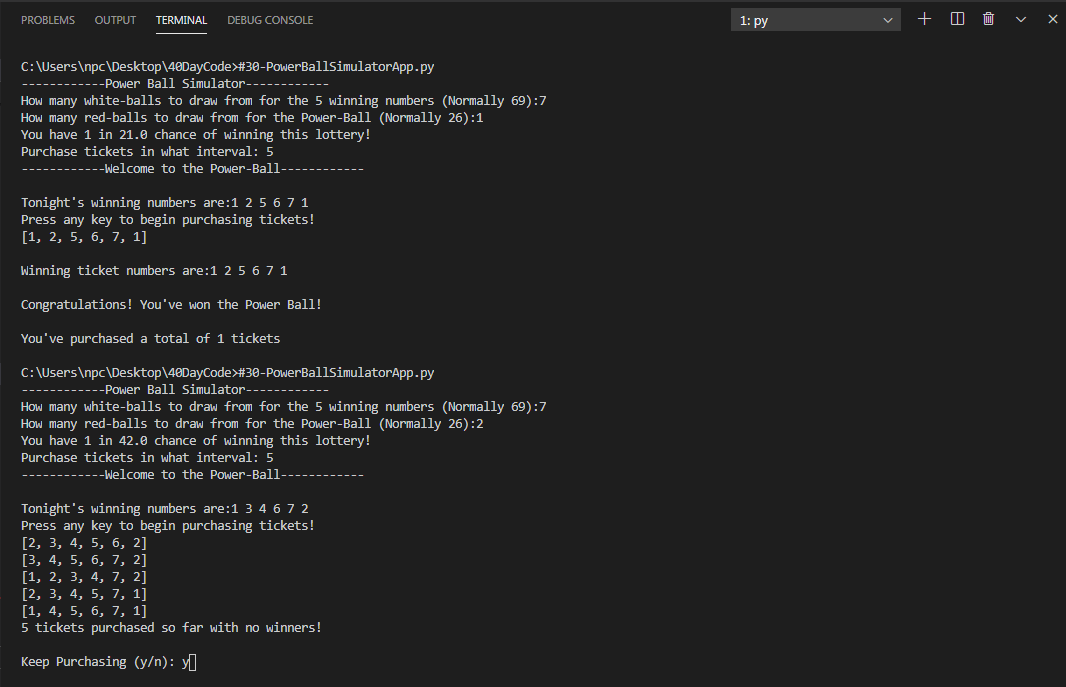 PROBLEMS OUTPUT TERMINAL DEBUG CONSOLE 1: py
C:\Users\npc\Desktop\40DayCode>#30-PowerBallSimulatorApp.py
------------Power Ball Simulator------------
How many white-balls to draw from for the 5 winning numbers (Normally 69):7
How many red-balls to draw from for the Power-Ball (Normally 26):1
You have 1 in 21.0 chance of winning this lottery!
Purchase tickets in what interval: 5
------------Welcome to the Power-Ball------------
Tonight's winning numbers are:1 2 5 6 7 1
Press any key to begin purchasing tickets!
[1, 2, 5, 6, 7, 1]
Winning ticket numbers are:1 2 5 6 7 1
Congratulations! You've won the Power Ball!
You've purchased a total of 1 tickets
C:\Users\npc\Desktop\40DayCode>#30-PowerBallSimulatorApp.py
------------Power Ball Simulator------------
How many white-balls to draw from for the 5 winning numbers (Normally 69):7
How many red-balls to draw from for the Power-Ball (Normally 26):2
You have 1 in 42.0 chance of winning this lottery!
Purchase tickets in what interval: 5
------------Welcome to the Power-Ball------------
Tonight's winning numbers are:1 3 4 6 7 2
Press any key to begin purchasing tickets!
[2, 3, 4, 5, 6, 2]
[3, 4, 5, 6, 7, 2]
[1, 2, 3, 4, 7, 2]
[2, 3, 4, 5, 7, 1]
[1, 4, 5, 6, 7, 1]
5 tickets purchased so far with no winners!
Keep Purchasing (y/n): y